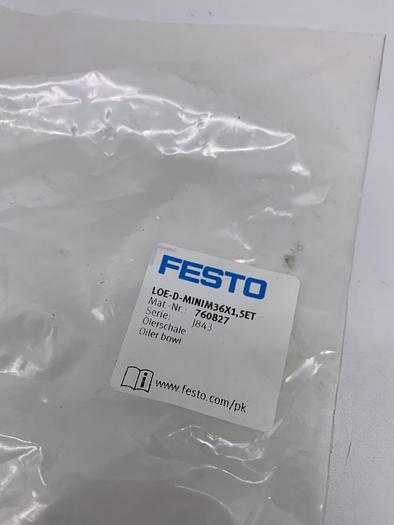 FESTO
LOE-D-MINIM36X1,5ET
Mat.-Nr.: 760827
Serie: J843
Ölerschale
Oiler bowl
www.festo.com/pk